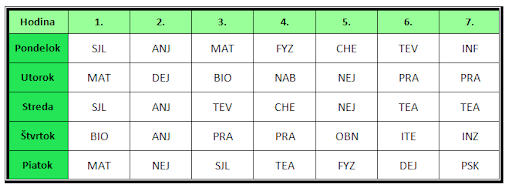 Hodina 1. 2. 3. 4. 5. 6. 7.
Pondelok SJL ANJ MAT FYZ CHE TEV INF
Utorok MAT DEJ BIO NAB NEJ PRA PRA
Streda SJL ANJ TEV CHE NEJ TEA TEA
Štvrtok BIO ANJ PRA PRA OBN ITE INZ
Piatok MAT NEJ SJL TEA FYZ DEJ PSK